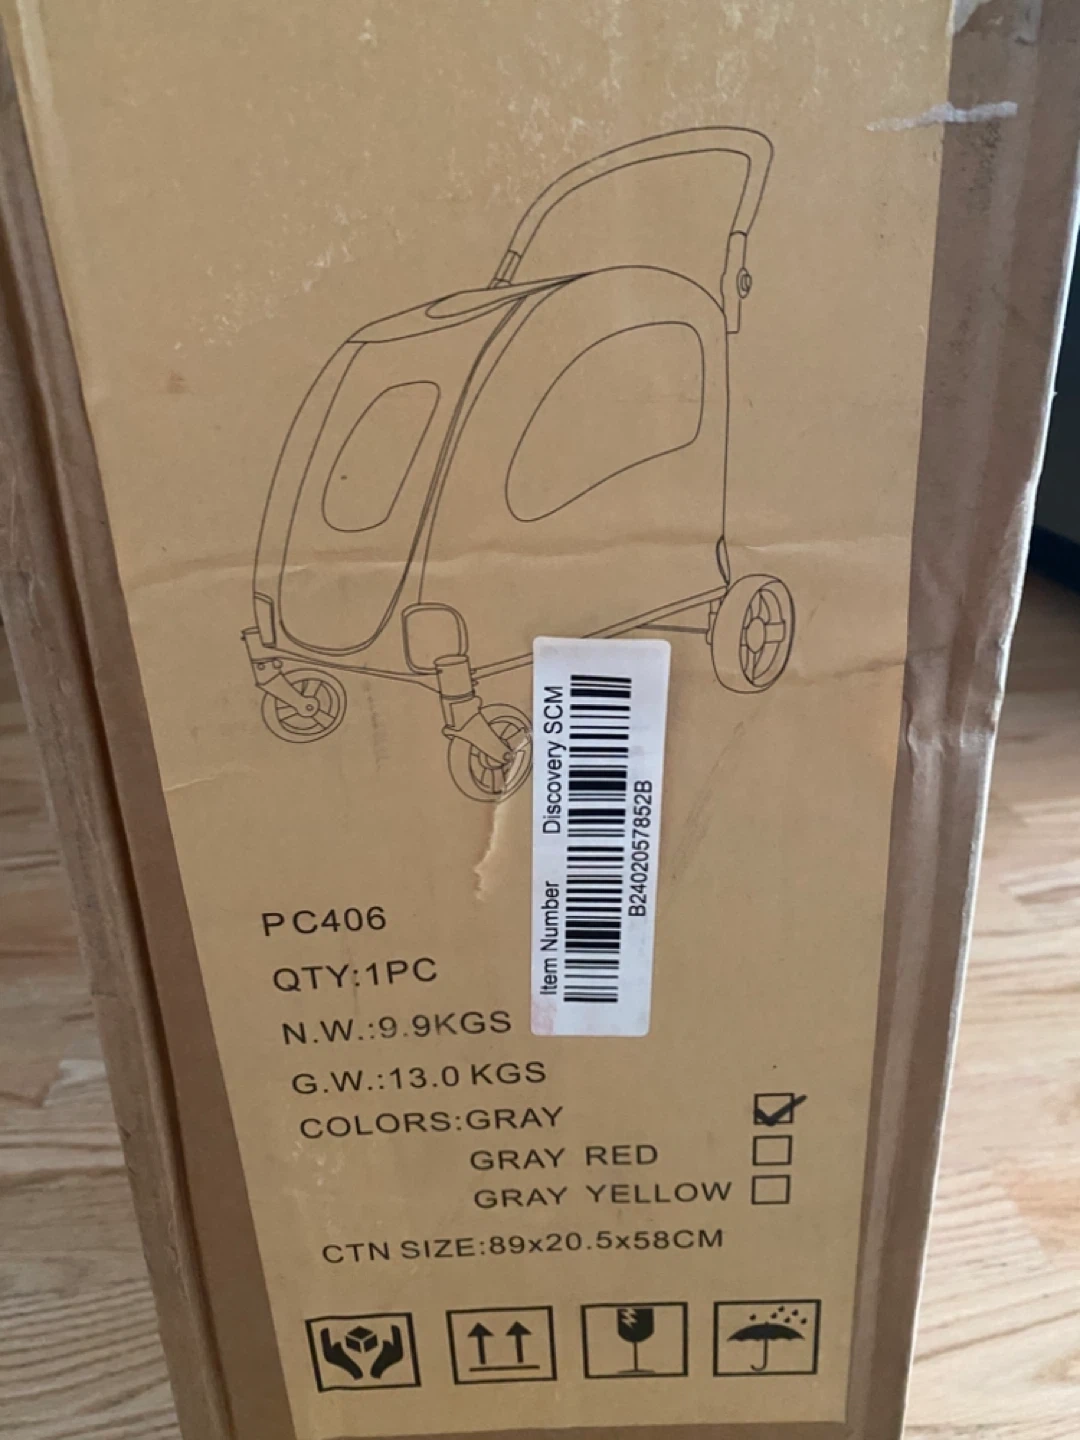 Item Number Discovery SCM
B2402057852B
PC406
QTY:1PC
N.W.:9.9KGS
G.W.:13.0 KGS
COLORS:GRAY
GRAY RED
GRAY YELLOW
CTN SIZE:89x20.5x58CM